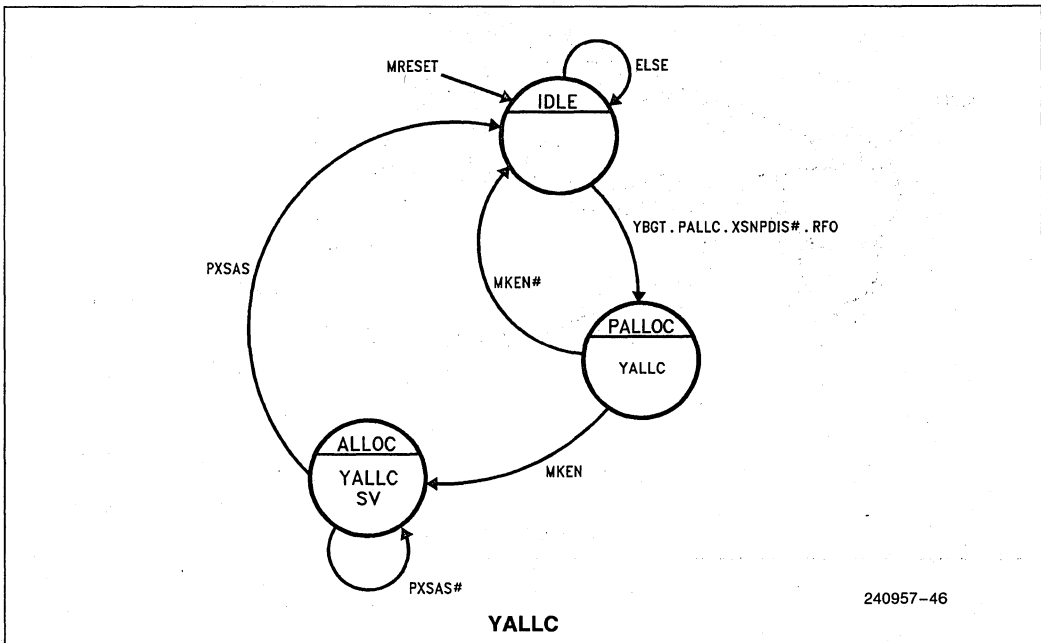 MRESET
ELSE
IDLE
YBGT.PALLC.XSNPDIS#.RFO
PXSAS
MKEN#
PALLOC
YALLC
ALLOC
YALLC
SV
MKEN
PXSAS#
240957-46
YALLC